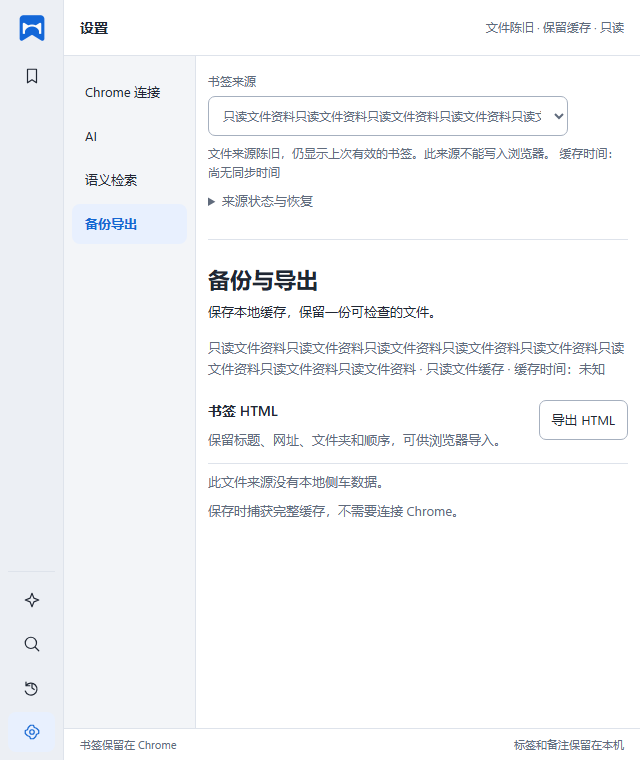 设置
文件陈旧 · 保留缓存 · 只读
Chrome 连接
AI
语义检索
备份导出
书签来源
只读文件资料只读文件资料只读文件资料只读文件资料只读文
文件来源陈旧，仍显示上次有效的书签。此来源不能写入浏览器。 缓存时间：
尚无同步时间
来源状态与恢复
备份与导出
保存本地缓存，保留一份可检查的文件。
只读文件资料只读文件资料只读文件资料只读文件资料只读文件资料只读
文件资料只读文件资料只读文件资料 · 只读文件缓存 · 缓存时间：未知
书签 HTML
导出 HTML
保留标题、网址、文件夹和顺序，可供浏览器导入。
此文件来源没有本地侧车数据。
保存时捕获完整缓存，不需要连接 Chrome。
书签保留在 Chrome
标签和备注保留在本机